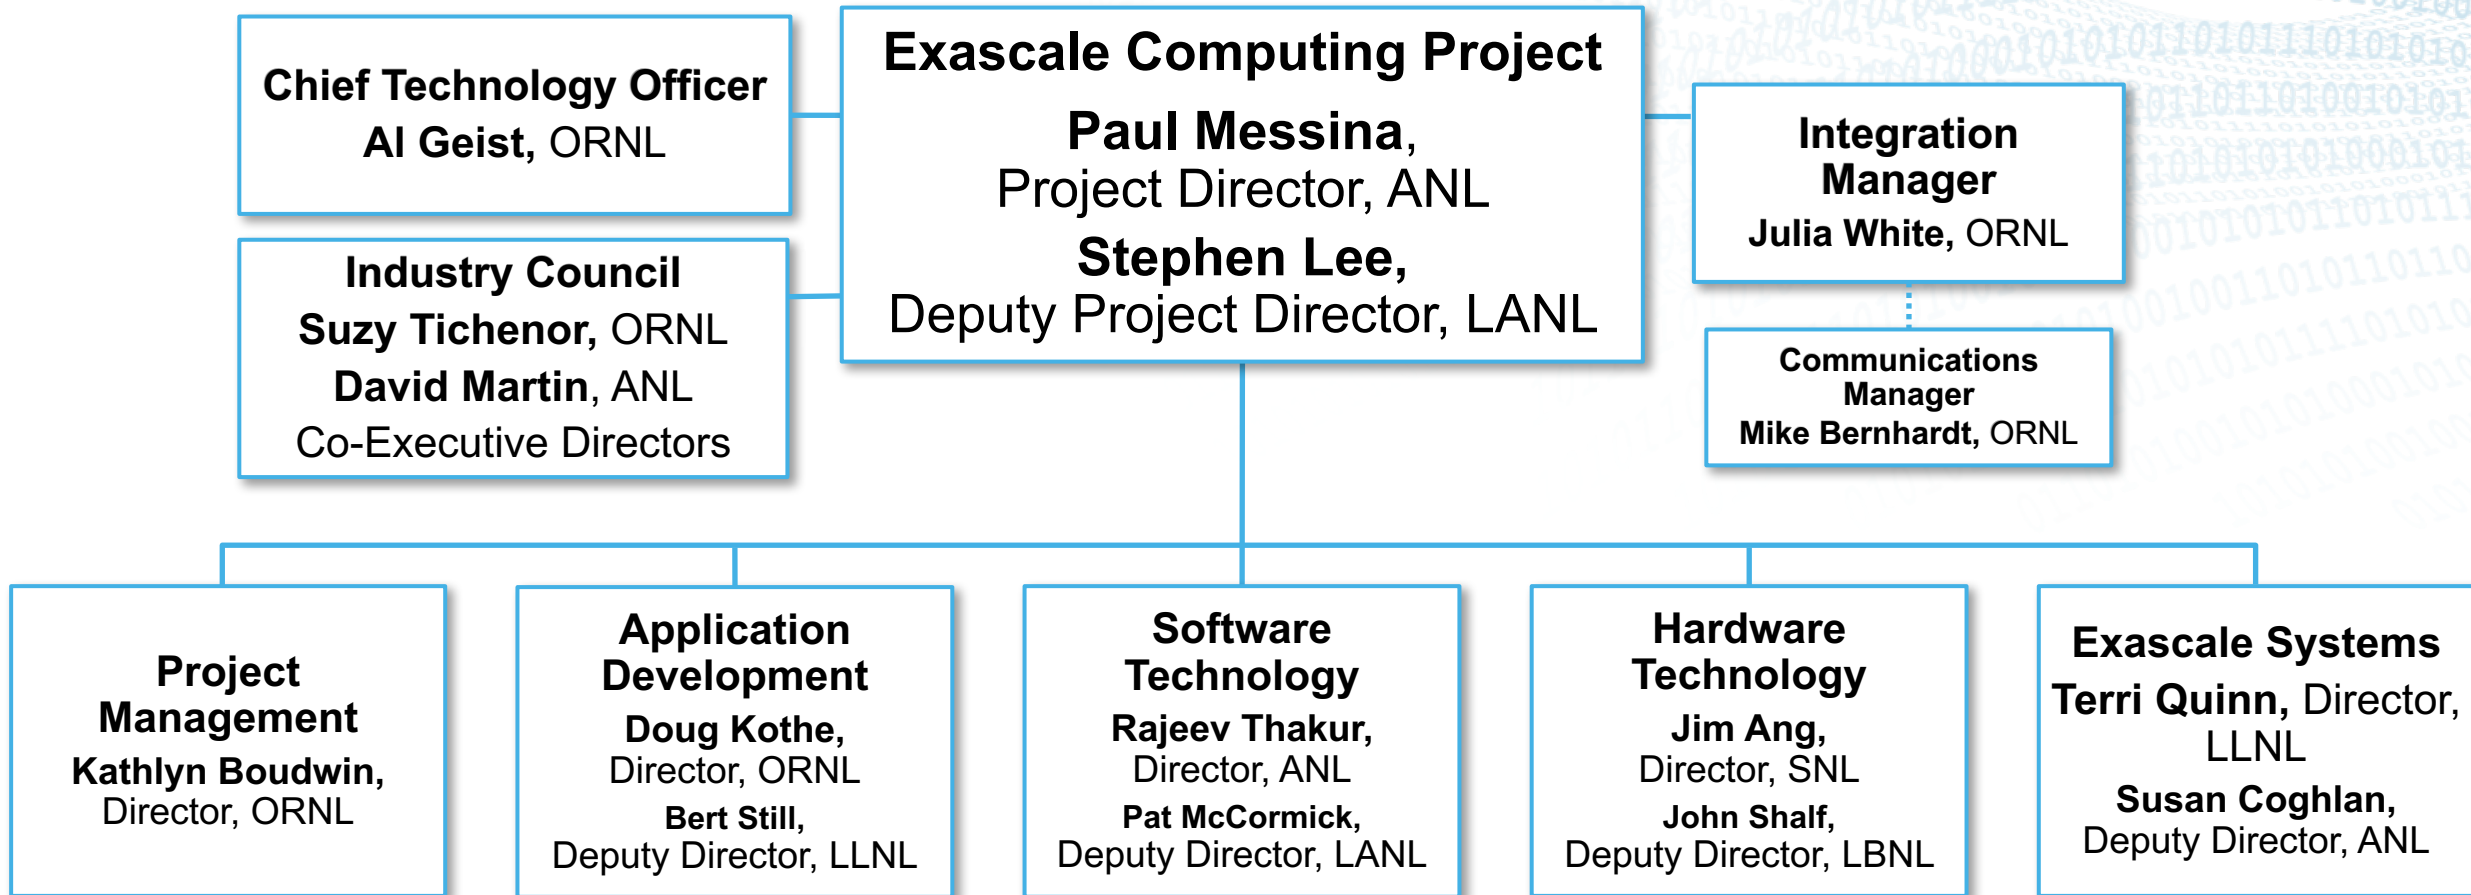 Chief Technology Officer
Al Geist, ORNL
Exascale Computing Project
Paul Messina,
Project Director, ANL
Stephen Lee,
Deputy Project Director, LANL
Integration
Manager
Julia White, ORNL
Industry Council
Suzy Tichenor, ORNL
David Martin, ANL
Co-Executive Directors
Communications
Manager
Mike Bernhardt, ORNL
Project
Management
Kathlyn Boudwin,
Director, ORNL
Application
Development
Doug Kothe,
Director, ORNL
Bert Still,
Deputy Director, LLNL
Software
Technology
Rajeev Thakur,
Director, ANL
Pat McCormick,
Deputy Director, LANL
Hardware
Technology
Jim Ang,
Director, SNL
John Shalf,
Deputy Director, LBNL
Exascale Systems
Terri Quinn, Director,
LLNL
Susan Coghlan,
Deputy Director, ANL